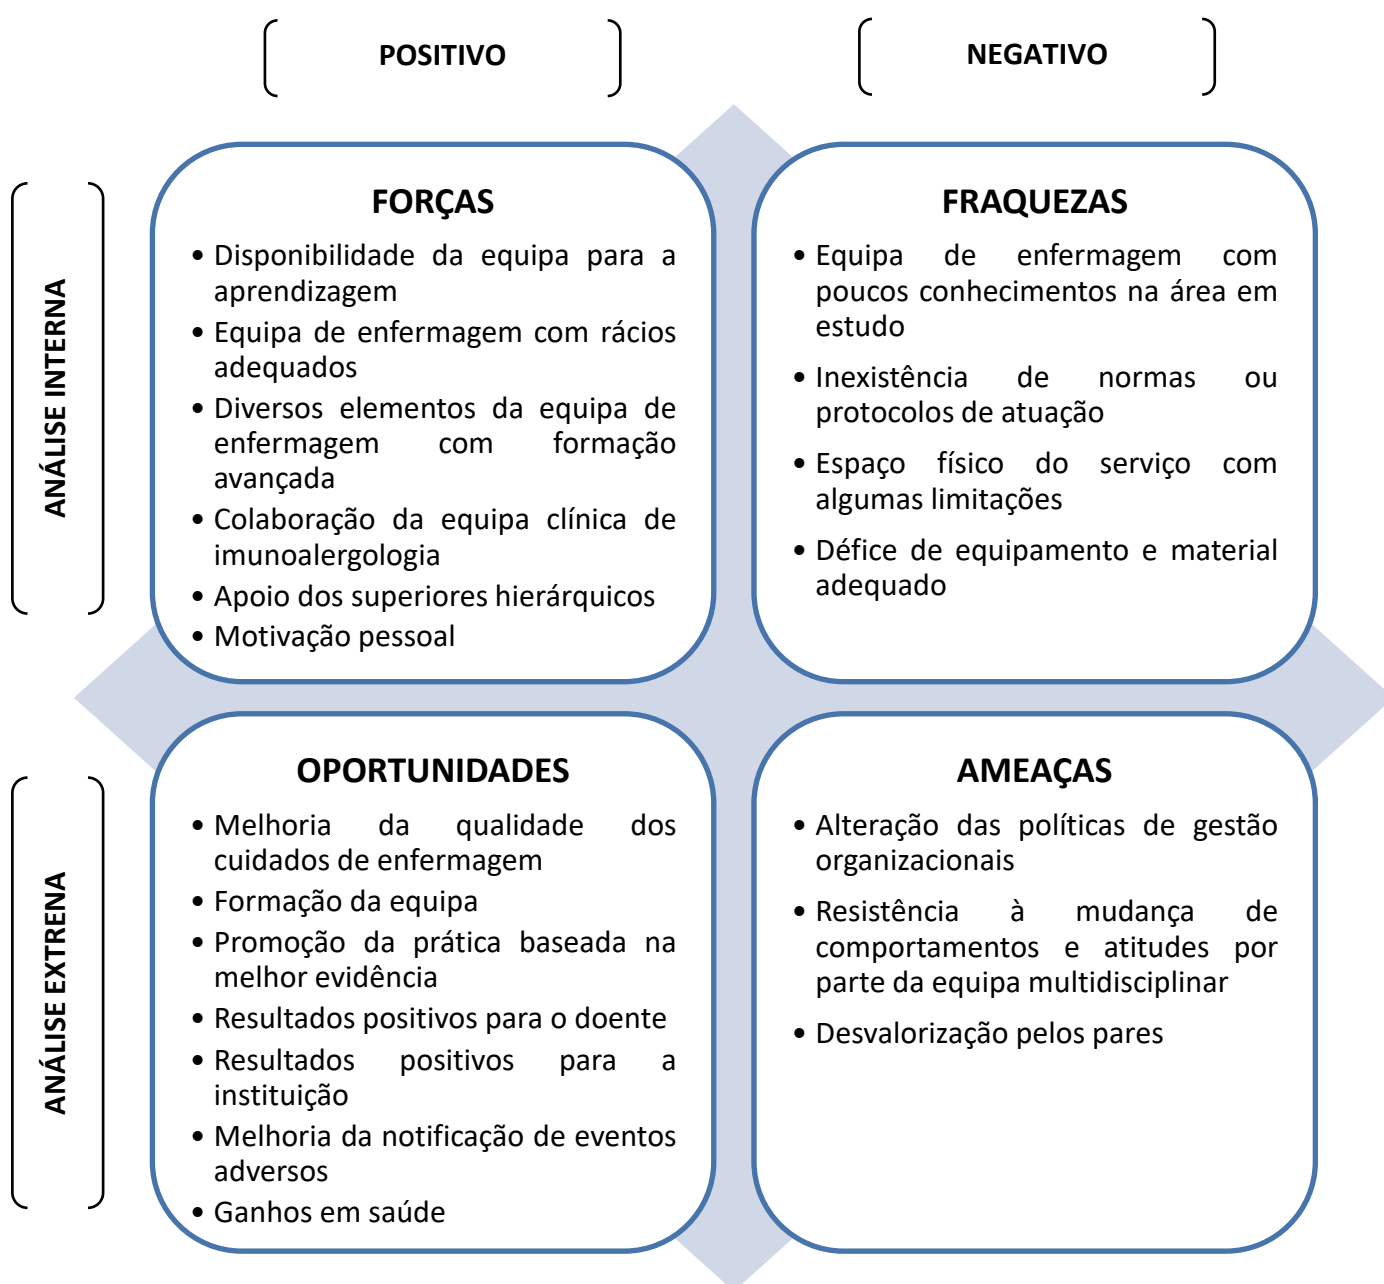 POSITIVO
NEGATIVO
ANÁLISE INTERNA
FORÇAS
• Disponibilidade da equipa para a
aprendizagem
• Equipa de enfermagem com rácios
adequados
• Diversos elementos da equipa de
enfermagem com formação
avançada
• Colaboração da equipa clínica de
imunoalergologia
• Apoio dos superiores hierárquicos
• Motivação pessoal
FRAQUEZAS
• Equipa de enfermagem com
poucos conhecimentos na área em
estudo
• Inexistência de normas ou
protocolos de atuação
• Espaço físico do serviço com
algumas limitações
• Défice de equipamento e material
adequado
ANÁLISE EXTRENA
OPORTUNIDADES
• Melhoria da qualidade dos
cuidados de enfermagem
• Formação da equipa
• Promoção da prática baseada na
melhor evidência
• Resultados positivos para o doente
• Resultados positivos para a
instituição
• Melhoria da notificação de eventos
adversos
• Ganhos em saúde
AMEAÇAS
• Alteração das políticas de gestão
organizacionais
• Resistência à mudança de
comportamentos e atitudes por
parte da equipa multidisciplinar
• Desvalorização pelos pares